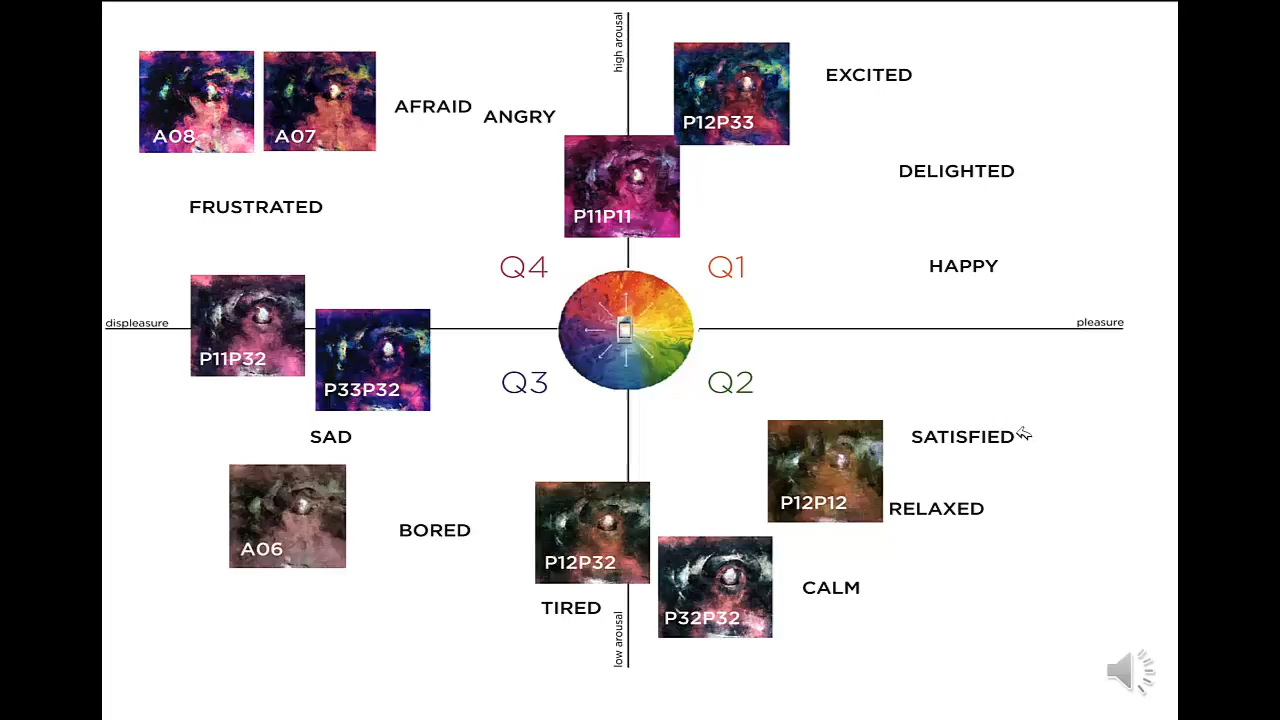 high arousal
EXCITED
AFRAID
ANGRY
A08
A07
P12P33
DELIGHTED
FRUSTRATED
P11P11
Q4
Q1
HAPPY
displeasure
pleasure
P11P32
P33P32
Q3
Q2
SAD
SATISFIED
P12P12
RELAXED
BORED
A06
P12P32
CALM
TIRED
P32P32
low arousal